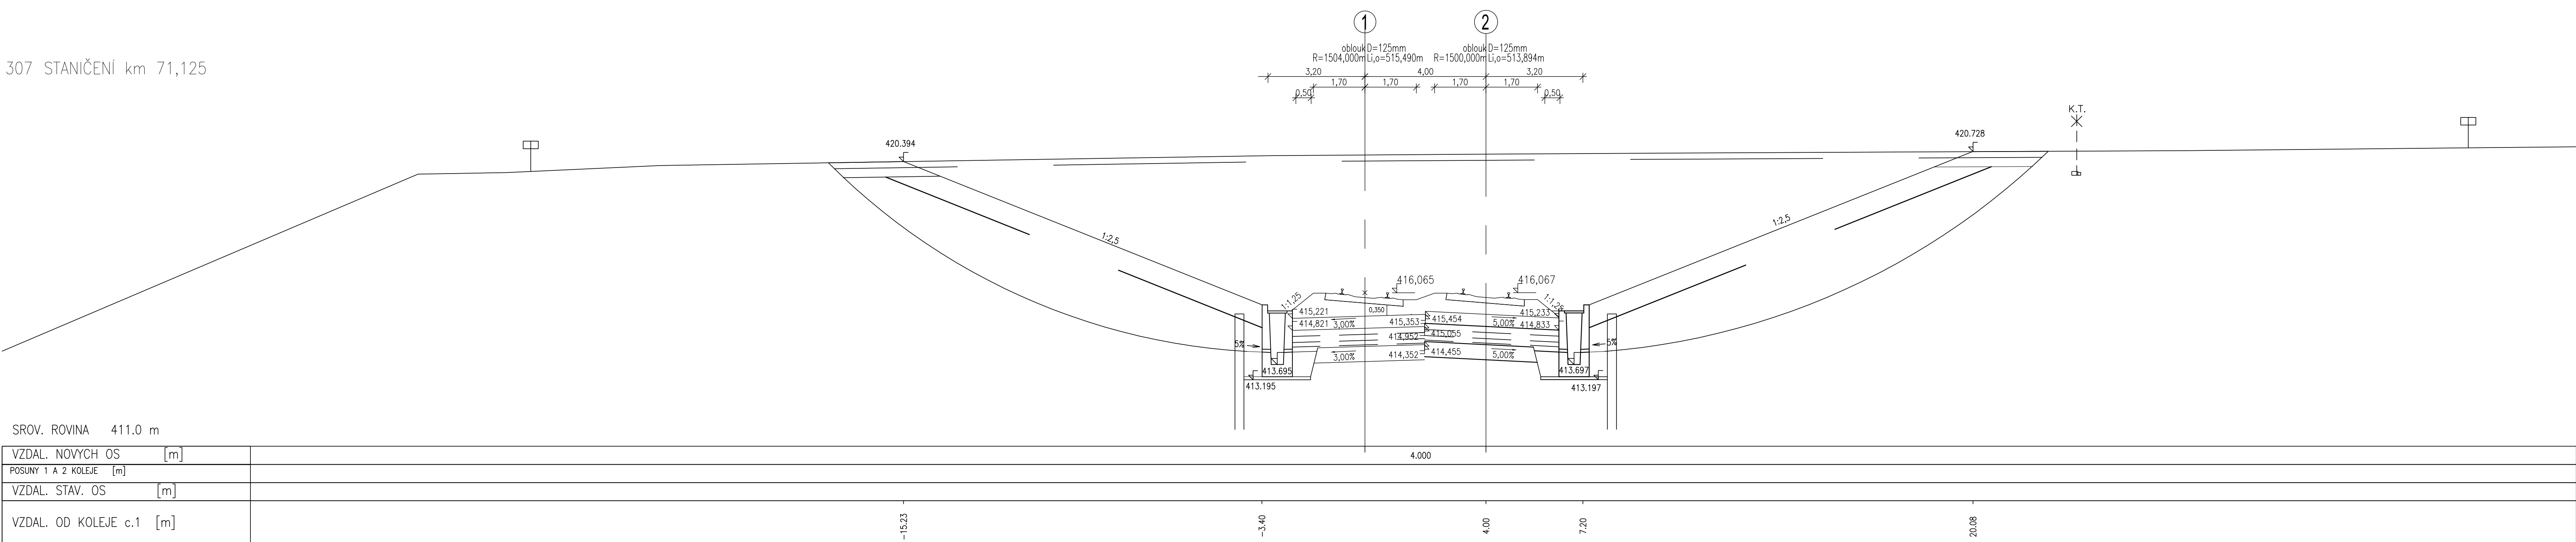 1 2
oblouk D=125mm oblouk D=125mm
R=1504,000m Li,o=515,490m R=1500,000m Li,o=513,894m
307 STANIČENÍ km 71,125
3,20 4,00 3,20
1,70 1,70 1,70 1,70
0,50 0,50
K.T.
420.394 420.728
1:2,5 1:2,5
416,065 416,067
1:1,25 1:1,25
415,221 0,350 415,233
414,821 3,00% 415,353 415,454 5,00% 414,833
414,952 415,055
5% 5%
3,00% 414,352 414,455 5,00%
413.695 413.697
413.195 413.197
SROV. ROVINA 411.0 m
VZDAL. NOVYCH OS [m] 4.000
POSUNY 1 A 2 KOLEJE [m]
VZDAL. STAV. OS [m]
VZDAL. OD KOLEJE c.1 [m] -15.23 -3.40 4.00 7.20 20.08